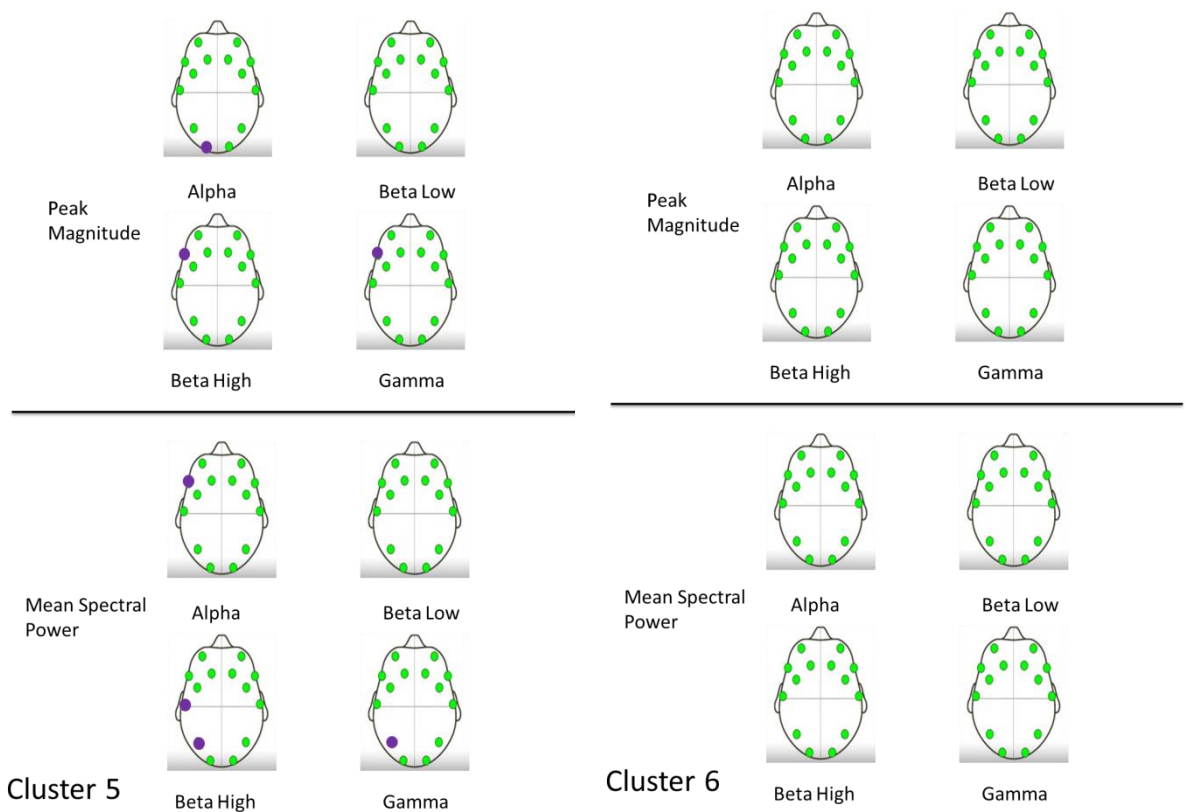 Alpha
Beta Low
Peak
Magnitude
Beta High
Gamma
Alpha
Beta Low
Mean Spectral
Power
Beta High
Gamma
Cluster 5
Alpha
Beta Low
Peak
Magnitude
Beta High
Gamma
Alpha
Beta Low
Mean Spectral
Power
Beta High
Gamma
Cluster 6